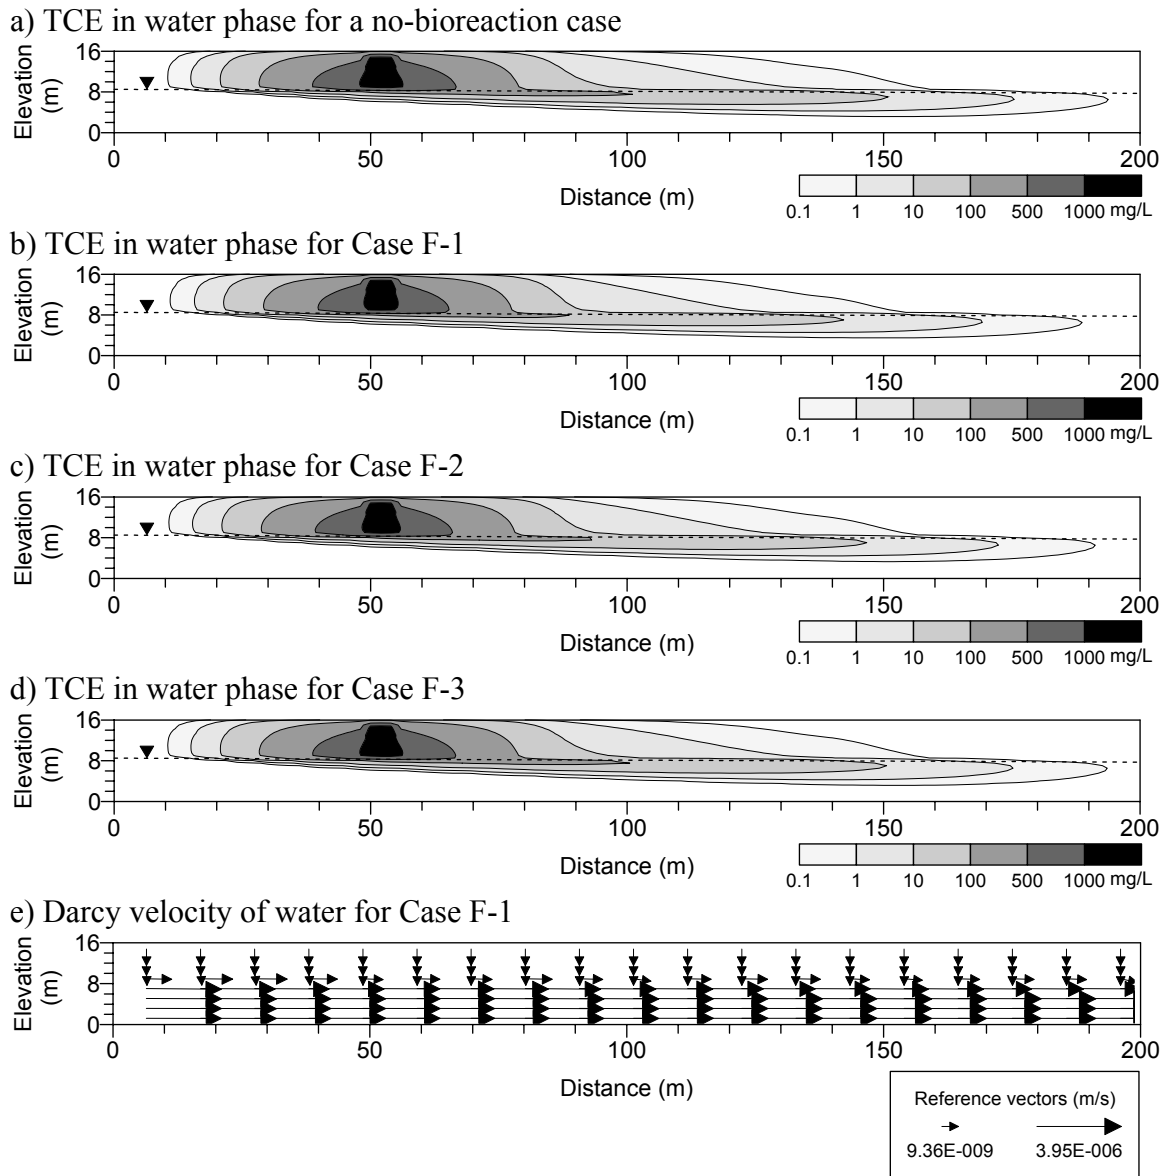 a) TCE in water phase for a no-bioreaction case
Elevation (m)
16
8
0
0 50 100 150 200
Distance (m)
0.1 1 10 100 500 1000 mg/L
b) TCE in water phase for Case F-1
Elevation (m)
16
8
0
0 50 100 150 200
Distance (m)
0.1 1 10 100 500 1000 mg/L
c) TCE in water phase for Case F-2
Elevation (m)
16
8
0
0 50 100 150 200
Distance (m)
0.1 1 10 100 500 1000 mg/L
d) TCE in water phase for Case F-3
Elevation (m)
16
8
0
0 50 100 150 200
Distance (m)
0.1 1 10 100 500 1000 mg/L
e) Darcy velocity of water for Case F-1
Elevation (m)
16
8
0
0 50 100 150 200
Distance (m)
Reference vectors (m/s)
9.36E-009 3.95E-006